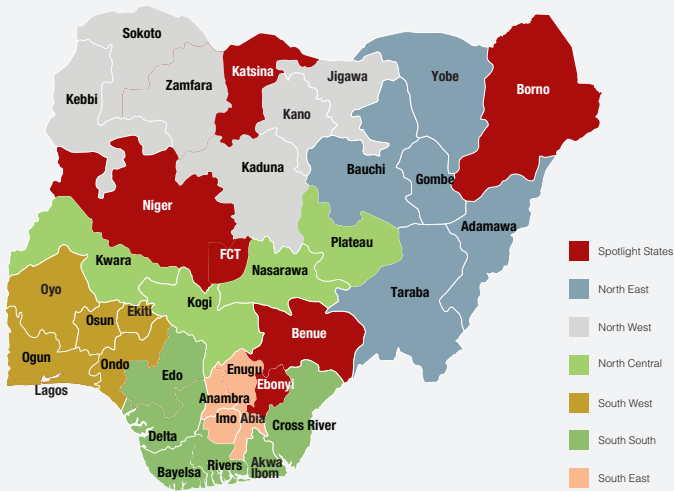 Sokoto
Katsina
Jigawa
Yobe
Borno
Zamfara
Kebbi
Kano
Kaduna
Bauchi
Gombe
Niger
Adamawa
Plateau
FCT
Kwara
Nasarawa
Taraba
Oyo
Kogi
Osun
Ekiti
Benue
Ogun
Ondo
Enugu
Edo
Ebonyi
Lagos
Anambra
Imo
Abia
Cross River
Delta
Rivers
Akwa
Ibom
Bayelsa
Spotlight States
North East
North West
North Central
South West
South South
South East